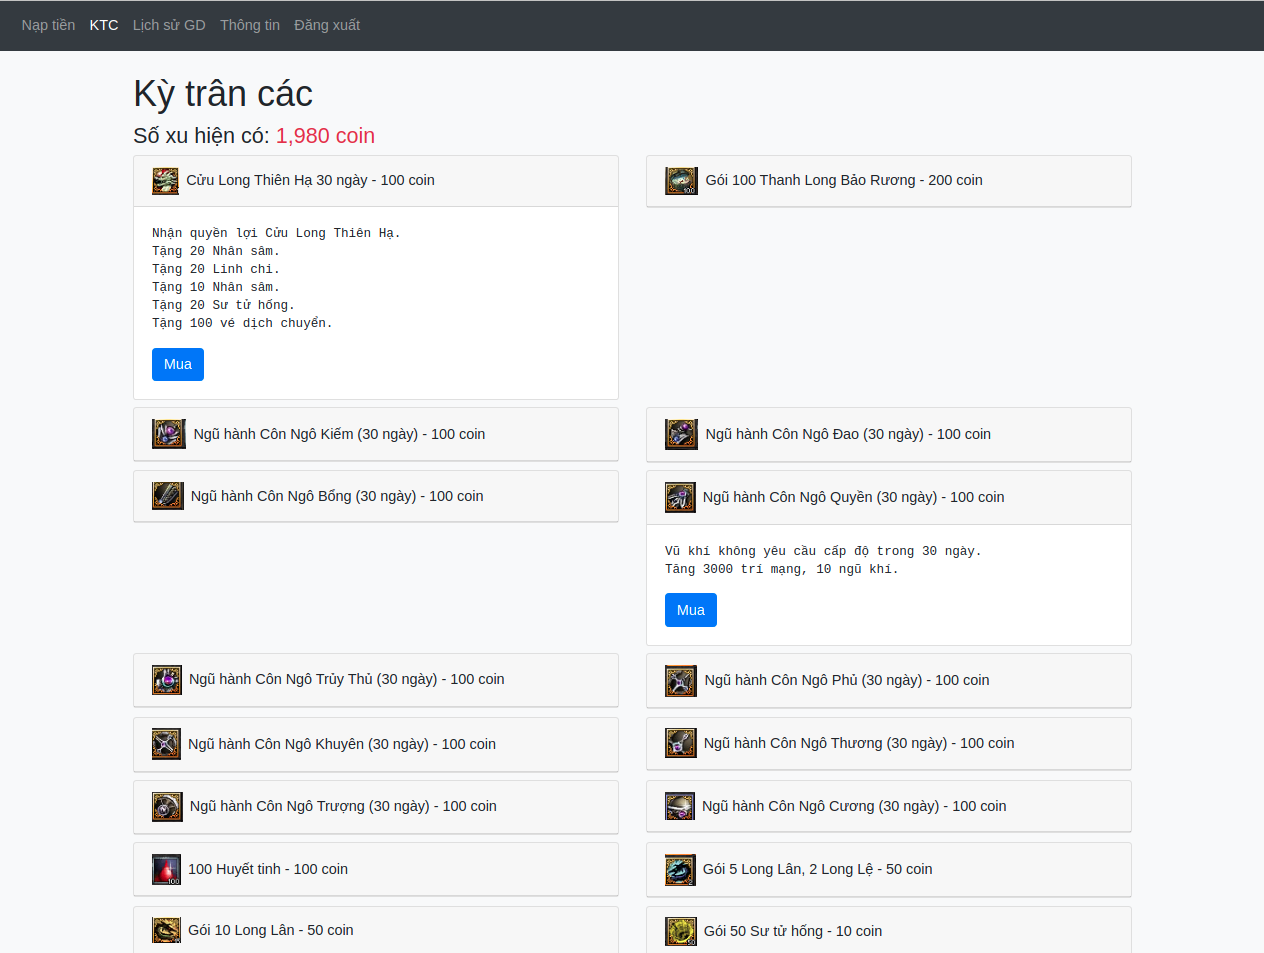 Nạp tiền KTC Lịch sử GD Thông tin Đăng xuất
Kỳ trân các
Số xu hiện có: 1,980 coin
Cửu Long Thiên Hạ 30 ngày - 100 coin
Gói 100 Thanh Long Bảo Rương - 200 coin
Nhận quyền lợi Cửu Long Thiên Hạ.
Tặng 20 Nhân sâm.
Tặng 20 Linh chi.
Tặng 10 Nhân sâm.
Tặng 20 Sư tử hống.
Tặng 100 vé dịch chuyển.
Mua
Ngũ hành Côn Ngô Kiếm (30 ngày) - 100 coin
Ngũ hành Côn Ngô Đao (30 ngày) - 100 coin
Ngũ hành Côn Ngô Bổng (30 ngày) - 100 coin
Ngũ hành Côn Ngô Quyền (30 ngày) - 100 coin
Vũ khí không yêu cầu cấp độ trong 30 ngày.
Tăng 3000 trí mạng, 10 ngũ khí.
Mua
Ngũ hành Côn Ngô Trủy Thủ (30 ngày) - 100 coin
Ngũ hành Côn Ngô Phủ (30 ngày) - 100 coin
Ngũ hành Côn Ngô Khuyên (30 ngày) - 100 coin
Ngũ hành Côn Ngô Thương (30 ngày) - 100 coin
Ngũ hành Côn Ngô Trượng (30 ngày) - 100 coin
Ngũ hành Côn Ngô Cương (30 ngày) - 100 coin
100 Huyết tinh - 100 coin
Gói 5 Long Lân, 2 Long Lệ - 50 coin
Gói 10 Long Lân - 50 coin
Gói 50 Sư tử hống - 10 coin